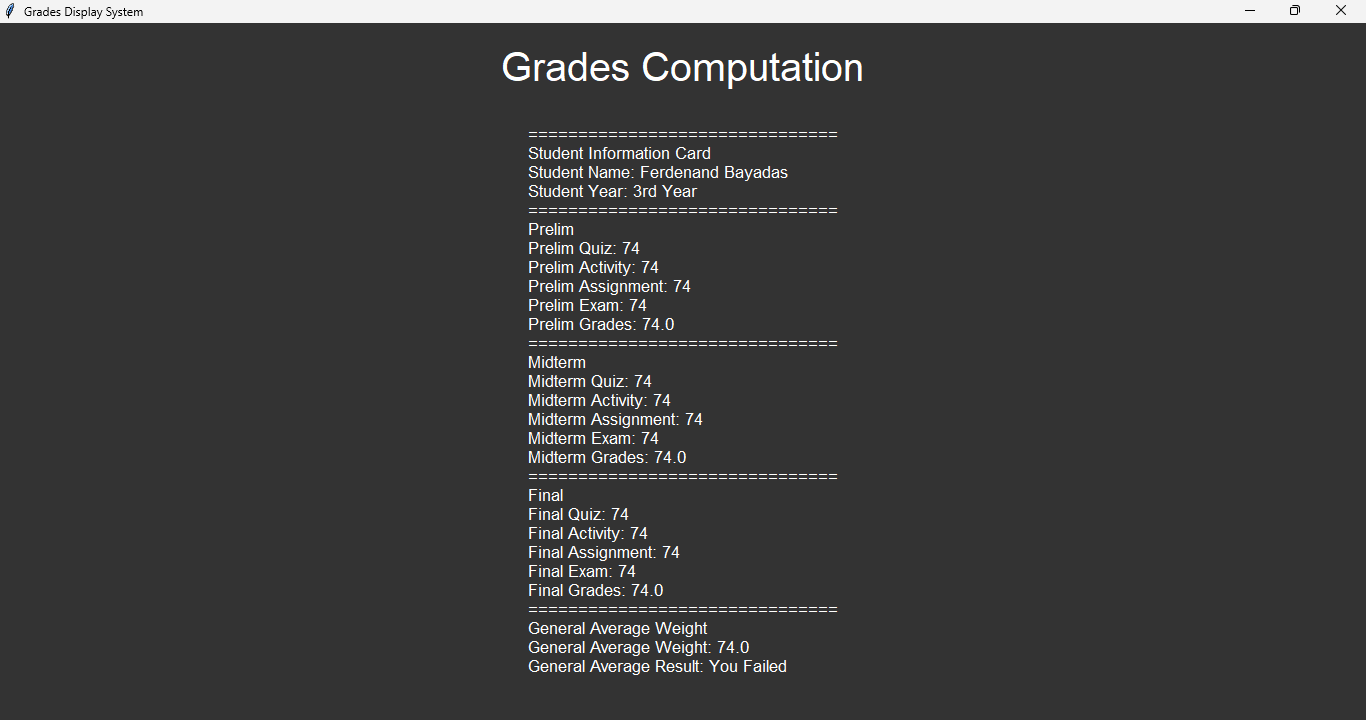 Grades Display System
Grades Computation
===============================
Student Information Card
Student Name: Ferdenand Bayadas
Student Year: 3rd Year
===============================
Prelim
Prelim Quiz: 74
Prelim Activity: 74
Prelim Assignment: 74
Prelim Exam: 74
Prelim Grades: 74.0
===============================
Midterm
Midterm Quiz: 74
Midterm Activity: 74
Midterm Assignment: 74
Midterm Exam: 74
Midterm Grades: 74.0
===============================
Final
Final Quiz: 74
Final Activity: 74
Final Assignment: 74
Final Exam: 74
Final Grades: 74.0
===============================
General Average Weight
General Average Weight: 74.0
General Average Result: You Failed